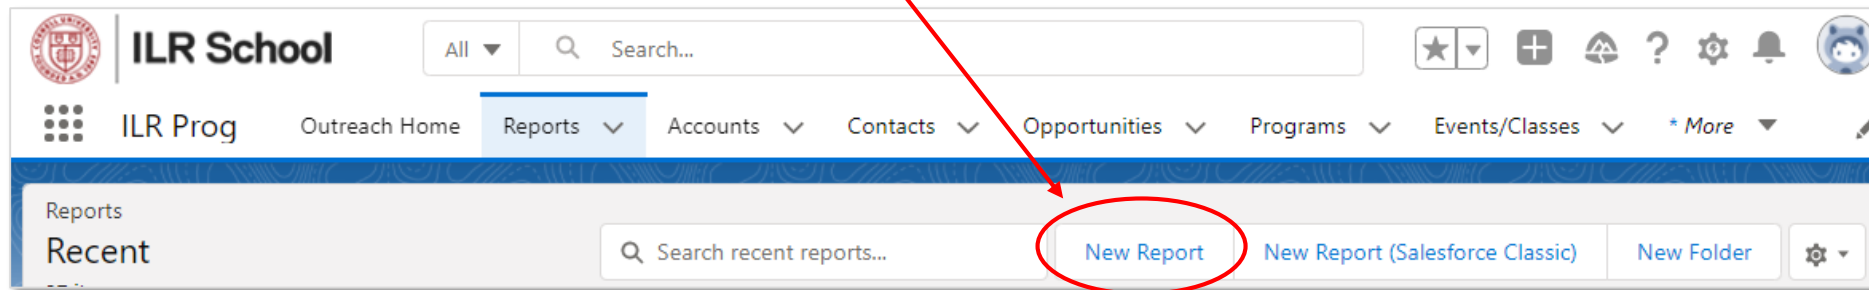 ILR School
All
Search...
ILR Prog
Outreach Home
Reports
Accounts
Contacts
Opportunities
Programs
Events/Classes
* More
Reports
Recent
Search recent reports...
New Report
New Report (Salesforce Classic)
New Folder